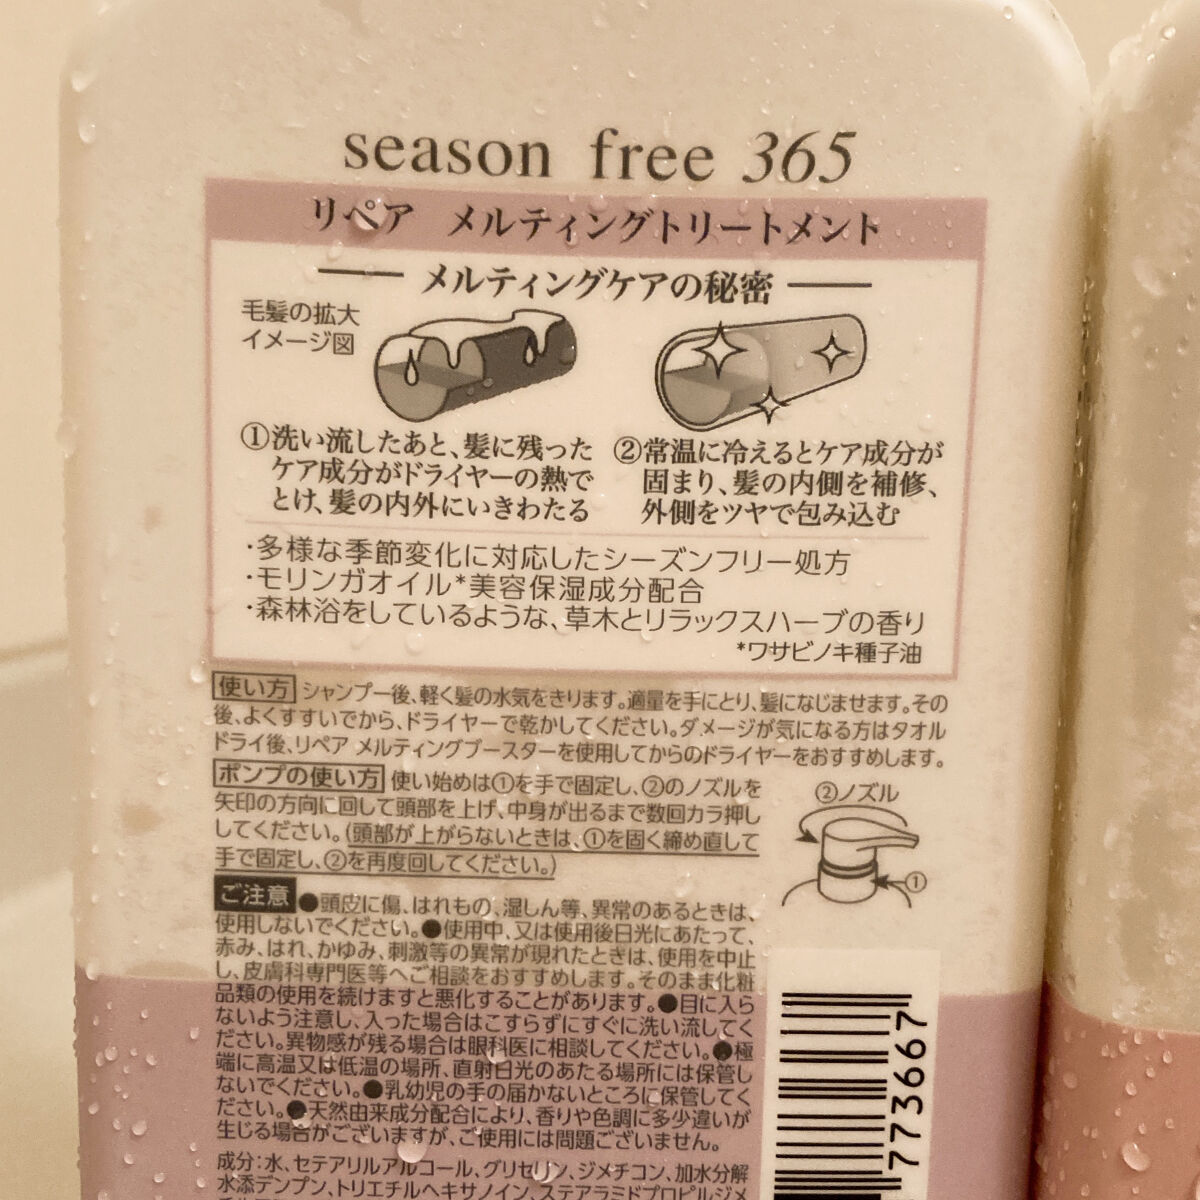 season free 365
リペア メルティングトリートメント
メルティングケアの秘密
毛髪の拡大
イメージ図
①洗い流したあと、髪に残った
ケア成分がドライヤーの熱で
とけ、髪の内外にいきわたる
②常温に冷えるとケア成分が
固まり、髪の内側を補修、
外側をツヤで包み込む
・多様な季節変化に対応したシーズンフリー処方
・モリンガオイル*美容保湿成分配合
・森林浴をしているような、草木とリラックスハーブの香り
*ワサビノキ種子油
使い方 シャンプー後、軽く髪の水気をきります。適量を手にとり、髪になじませます。その
後、よくすすいでから、ドライヤーで乾かしてください。ダメージが気になる方はタオル
ドライ後、リペア メルティングブースターを使用してからのドライヤーをおすすめします。
ポンプの使い方 使い始めは①を手で固定し、②のノズルを
矢印の方向に回して頭部を上げ、中身が出るまで数回カラ押し
してください。(頭部が上がらないときは、①を固く締め直して
手で固定し、②を再度回してください。)
②ノズル
①
ご注意 ●頭皮に傷、はれもの、湿しん等、異常のあるときは、
使用しないでください。●使用中、又は使用後日光にあたって、
赤み、はれ、かゆみ、刺激等の異常が現れたときは、使用を中止
し、皮膚科専門医等へご相談をおすすめします。そのまま化粧
品類の使用を続けますと悪化することがあります。●目に入ら
ないよう注意し、入った場合はこすらずにすぐに洗い流してく
ださい。異物感が残る場合は眼科医に相談してください。●極
端に高温又は低温の場所、直射日光のあたる場所には保管し
ないでください。●乳幼児の手の届かないところに保管してく
ださい。●天然由来成分配合により、香りや色調に多少違いが
生じる場合がございますが、ご使用には問題ございません。
成分:水、セテアリルアルコール、グリセリン、ジメチコン、加水分解
水添デンプン、トリエチルヘキサノイン、ステアラミドプロピルジメ
773667